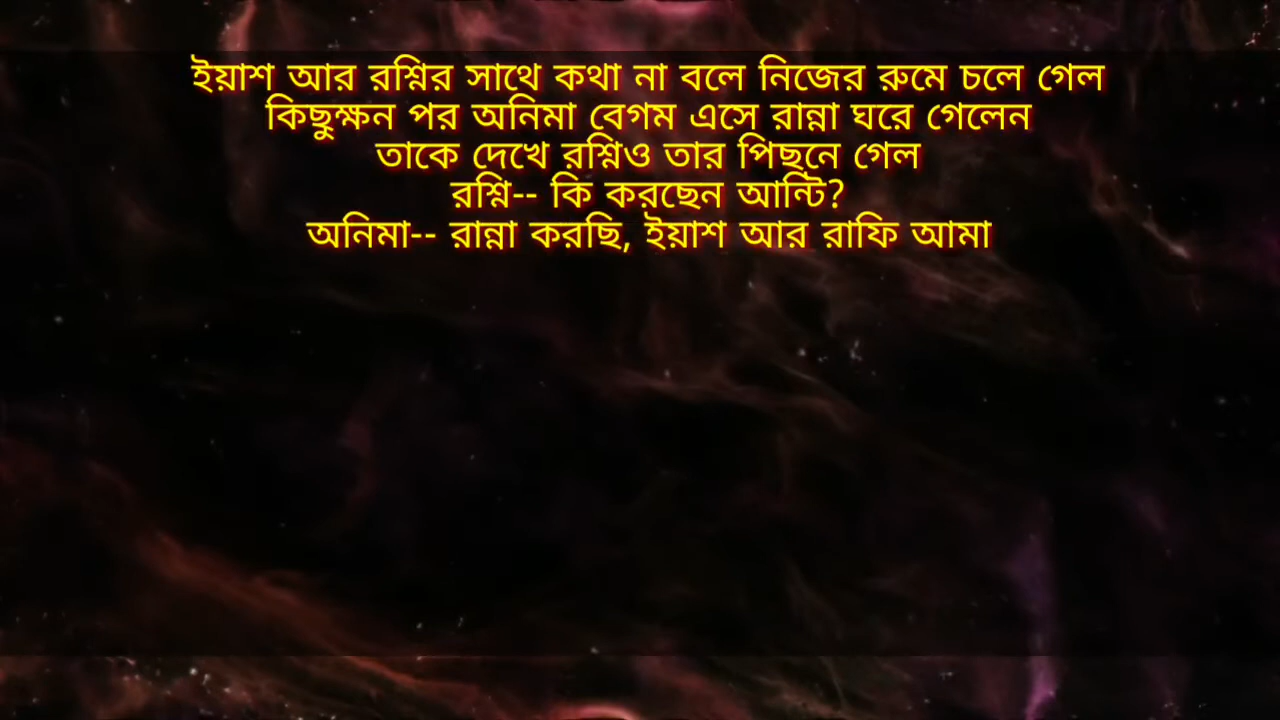 ইয়াশ আর রশ্নির সাথে কথা না বলে নিজের রুমে চলে গেল
কিছুক্ষন পর অনিমা বেগম এসে রান্না ঘরে গেলেন
তাকে দেখে রশ্নিও তার পিছনে গেল
রশ্নি-- কি করছেন আন্টি?
অনিমা-- রান্না করছি, ইয়াশ আর রাফি আমা